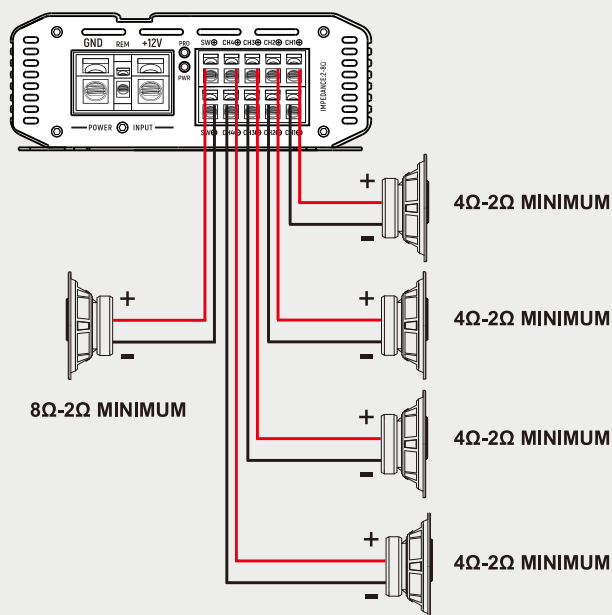 GND REM +12V PRO SW⊕ CH4⊕ CH3⊕ CH2⊕ CH1⊕
PWR
IMPEDANCE:2-8Ω
POWER INPUT SW⊖ CH4⊖ CH3⊖ CH2⊖ CH1⊖
+
4Ω-2Ω MINIMUM
−
+
−
8Ω-2Ω MINIMUM
+
4Ω-2Ω MINIMUM
−
+
4Ω-2Ω MINIMUM
−
+
4Ω-2Ω MINIMUM
−